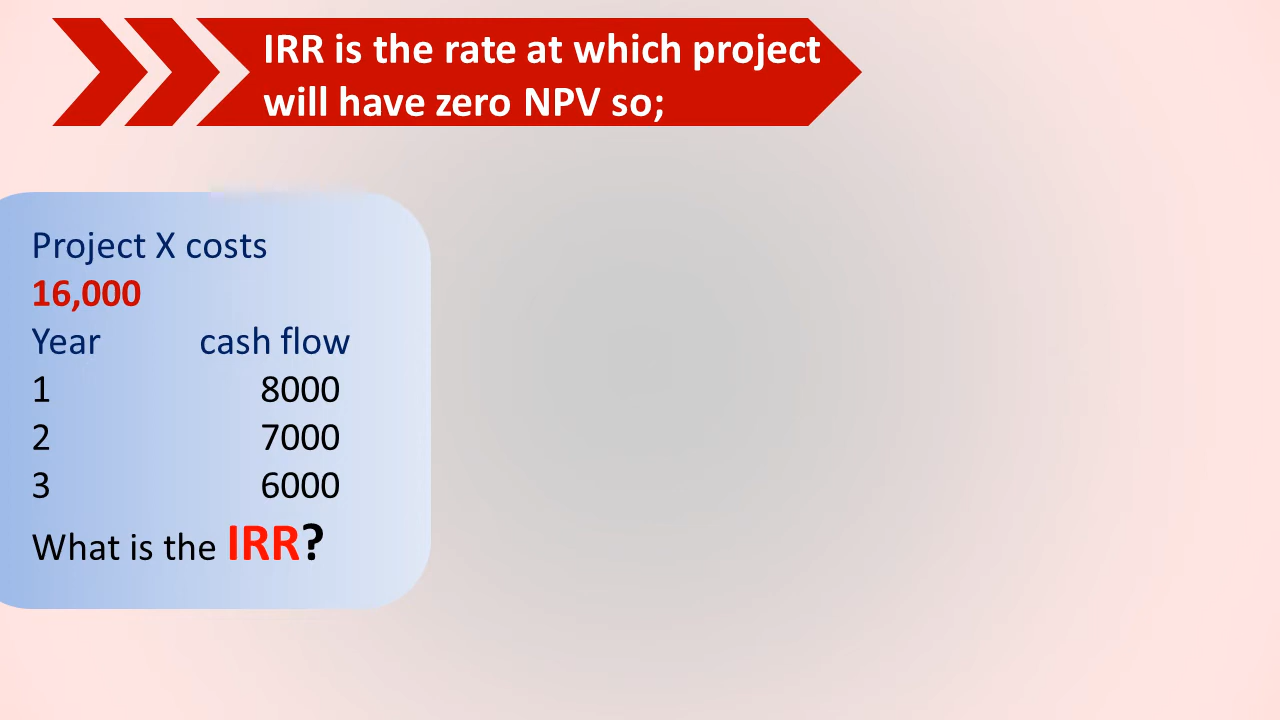 IRR is the rate at which project
will have zero NPV so;
Project X costs
16,000
Year cash flow
1 8000
2 7000
3 6000
What is the IRR?